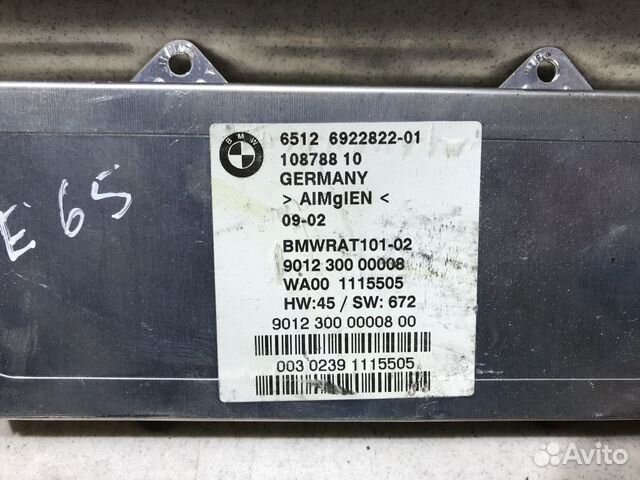 BMW
6512 6922822-01
108788 10
GERMANY
> AlMgIEN <
09-02
BMWRAT101-02
9012 300 00008
WA00 1115505
HW:45 / SW: 672
9012 300 00008 00
003 0239 1115505
E 65
Avito